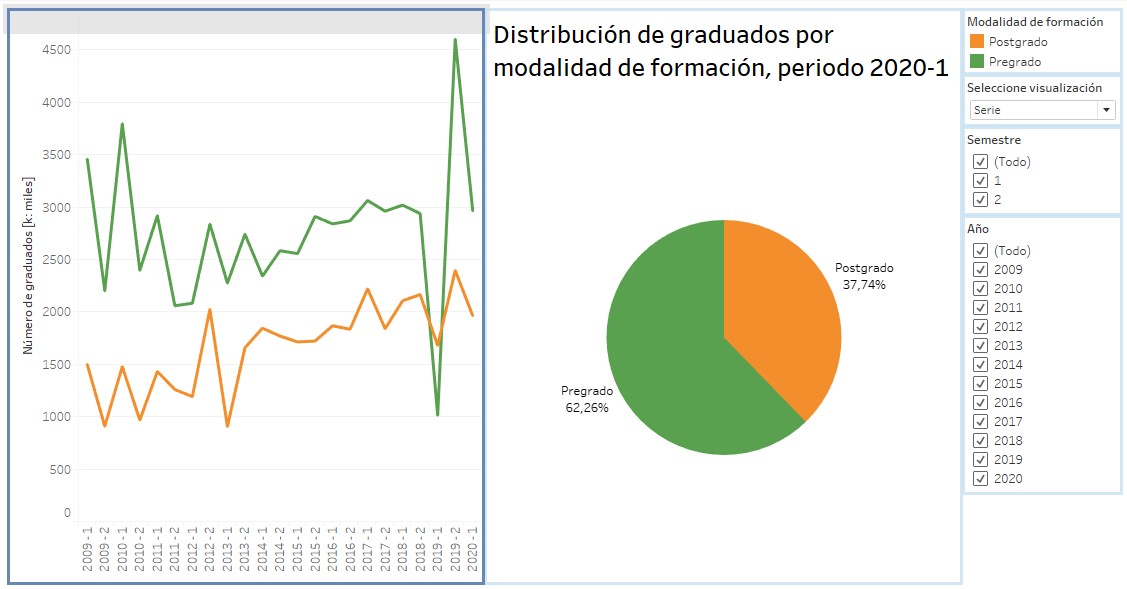 Número de graduados [k: miles]
4500
4000
3500
3000
2500
2000
1500
1000
500
0
2009 - 1
2009 - 2
2010 - 1
2010 - 2
2011 - 1
2011 - 2
2012 - 1
2012 - 2
2013 - 1
2013 - 2
2014 - 1
2014 - 2
2015 - 1
2015 - 2
2016 - 1
2016 - 2
2017 - 1
2017 - 2
2018 - 1
2018 - 2
2019 - 1
2019 - 2
2020 - 1
Distribución de graduados por
modalidad de formación, periodo 2020-1
Postgrado
37,74%
Pregrado
62,26%
Modalidad de formación
Postgrado
Pregrado
Seleccione visualización
Serie
Semestre
(Todo)
1
2
Año
(Todo)
2009
2010
2011
2012
2013
2014
2015
2016
2017
2018
2019
2020